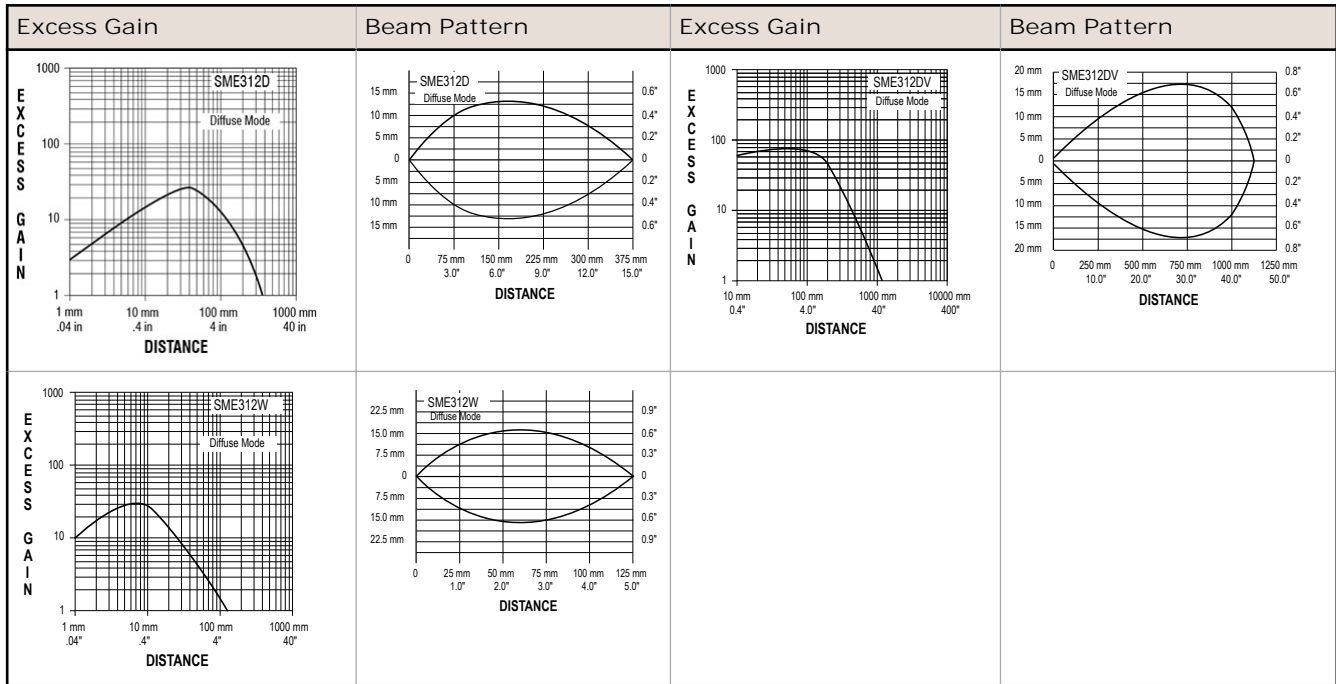 Excess Gain
Beam Pattern
Excess Gain
Beam Pattern
EXCESS GAIN
1000
100
10
1
SME312D
Diffuse Mode
1 mm 10 mm 100 mm 1000 mm
.04 in .4 in 4 in 40 in
DISTANCE
SME312D
Diffuse Mode
15 mm
10 mm
5 mm
0
5 mm
10 mm
15 mm
0.6"
0.4"
0.2"
0
0.2"
0.4"
0.6"
0 75 mm 150 mm 225 mm 300 mm 375 mm
3.0" 6.0" 9.0" 12.0" 15.0"
DISTANCE
EXCESS GAIN
1000
100
10
1
SME312DV
Diffuse Mode
10 mm 100 mm 1000 mm 10000 mm
0.4" 4.0" 40" 400"
DISTANCE
SME312DV
Diffuse Mode
20 mm
15 mm
10 mm
5 mm
0
5 mm
10 mm
15 mm
20 mm
0.8"
0.6"
0.4"
0.2"
0
0.2"
0.4"
0.6"
0.8"
0 250 mm 500 mm 750 mm 1000 mm 1250 mm
10.0" 20.0" 30.0" 40.0" 50.0"
DISTANCE
EXCESS GAIN
1000
100
10
1
SME312W
Diffuse Mode
1 mm 10 mm 100 mm 1000 mm
.04" .4" 4" 40"
DISTANCE
SME312W
Diffuse Mode
22.5 mm
15.0 mm
7.5 mm
0
7.5 mm
15.0 mm
22.5 mm
0.9"
0.6"
0.3"
0
0.3"
0.6"
0.9"
0 25 mm 50 mm 75 mm 100 mm 125 mm
1.0" 2.0" 3.0" 4.0" 5.0"
DISTANCE